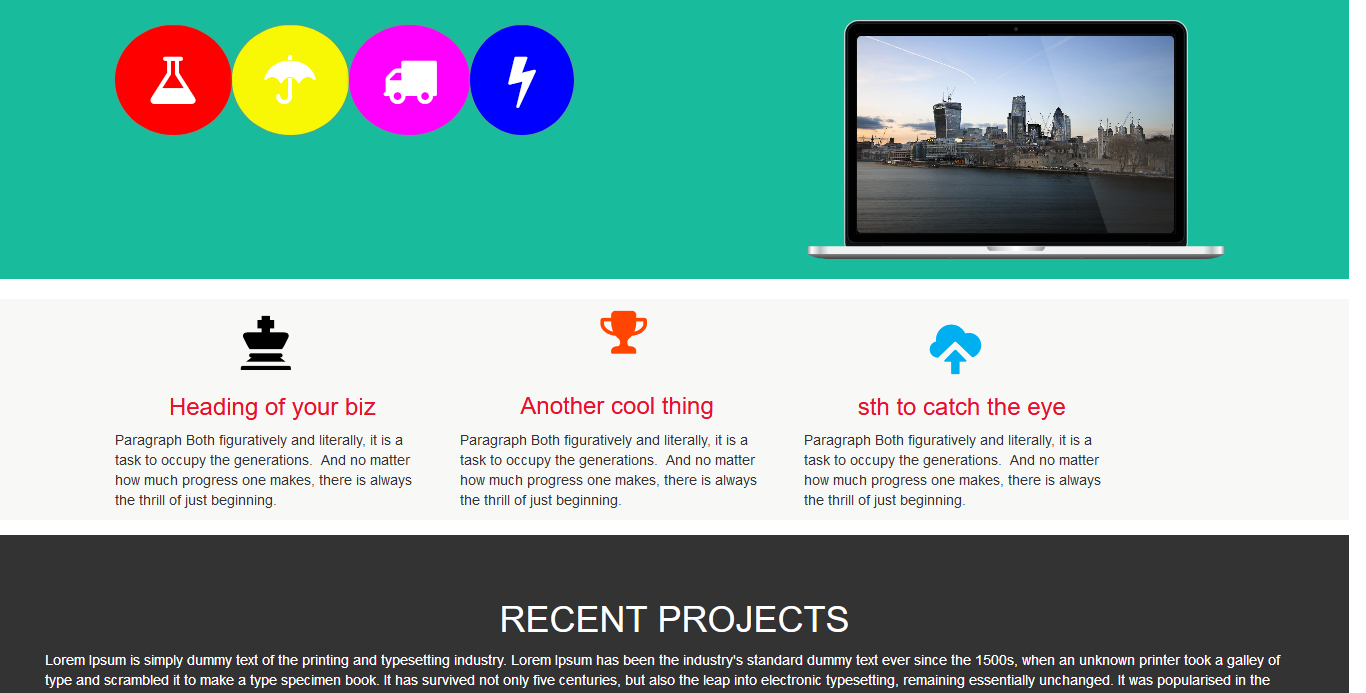 Heading of your biz
Another cool thing
sth to catch the eye
Paragraph Both figuratively and literally, it is a
task to occupy the generations.  And no matter
how much progress one makes, there is always
the thrill of just beginning.
Paragraph Both figuratively and literally, it is a
task to occupy the generations.  And no matter
how much progress one makes, there is always
the thrill of just beginning.
Paragraph Both figuratively and literally, it is a
task to occupy the generations.  And no matter
how much progress one makes, there is always
the thrill of just beginning.
RECENT PROJECTS
Lorem Ipsum is simply dummy text of the printing and typesetting industry. Lorem Ipsum has been the industry's standard dummy text ever since the 1500s, when an unknown printer took a galley of
type and scrambled it to make a type specimen book. It has survived not only five centuries, but also the leap into electronic typesetting, remaining essentially unchanged. It was popularised in the